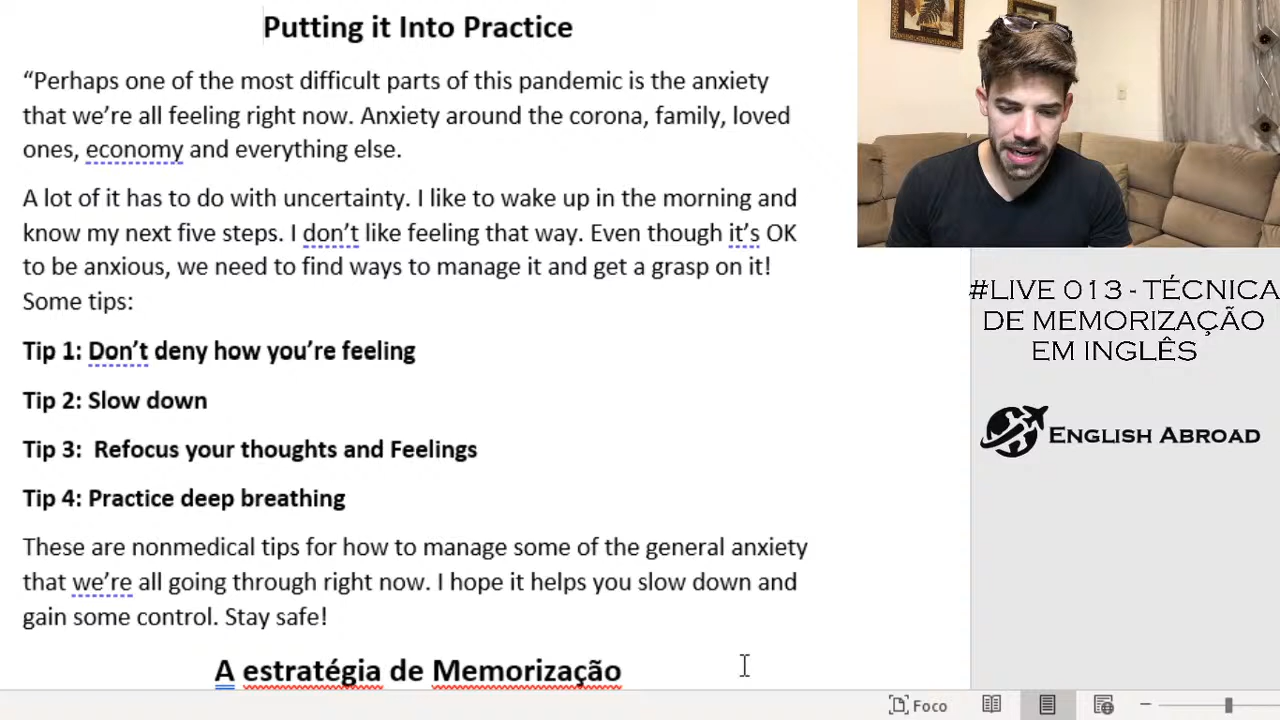 Putting it Into Practice
“Perhaps one of the most difficult parts of this pandemic is the anxiety
that we’re all feeling right now. Anxiety around the corona, family, loved
ones, economy and everything else.
A lot of it has to do with uncertainty. I like to wake up in the morning and
know my next five steps. I don’t like feeling that way. Even though it’s OK
to be anxious, we need to find ways to manage it and get a grasp on it!
Some tips:
Tip 1: Don’t deny how you’re feeling
Tip 2: Slow down
Tip 3:  Refocus your thoughts and Feelings
Tip 4: Practice deep breathing
These are nonmedical tips for how to manage some of the general anxiety
that we’re all going through right now. I hope it helps you slow down and
gain some control. Stay safe!
A estratégia de Memorização
#LIVE 013 - TÉCNICA
DE MEMORIZAÇÃO
EM INGLÊS
ENGLISH ABROAD
Foco